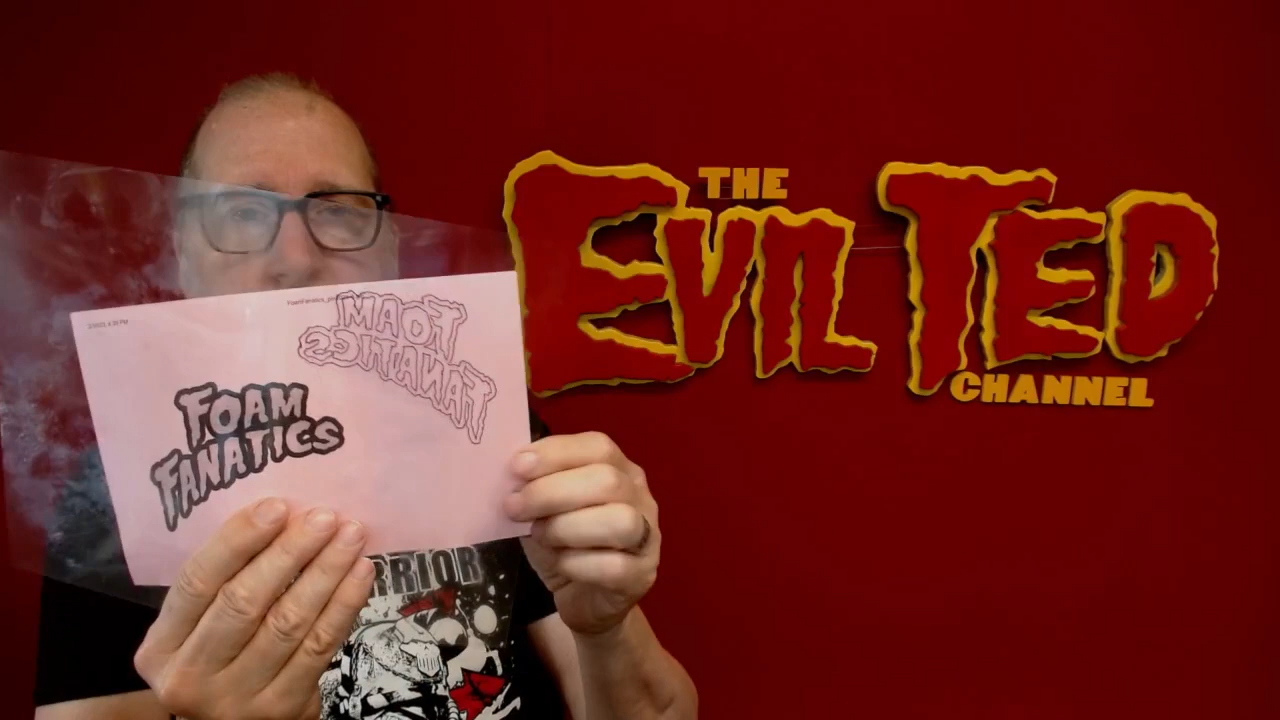 THE
EVIL TED
CHANNEL
FOAM
FANATICS
FOAM
FANATICS
RRIOR